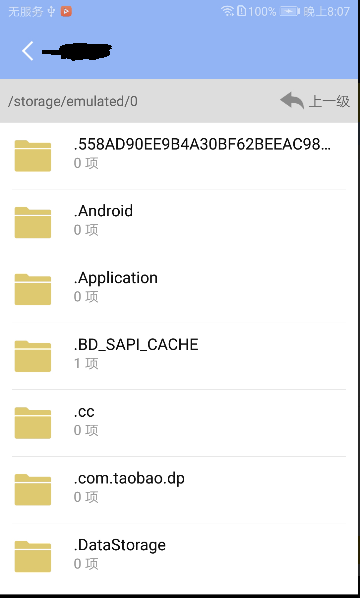 无服务 100% 晚上8:07
/storage/emulated/0 上一级
.558AD90EE9B4A30BF62BEEAC98...
0 项
.Android
0 项
.Application
0 项
.BD_SAPI_CACHE
1 项
.cc
0 项
.com.taobao.dp
0 项
.DataStorage
0 项